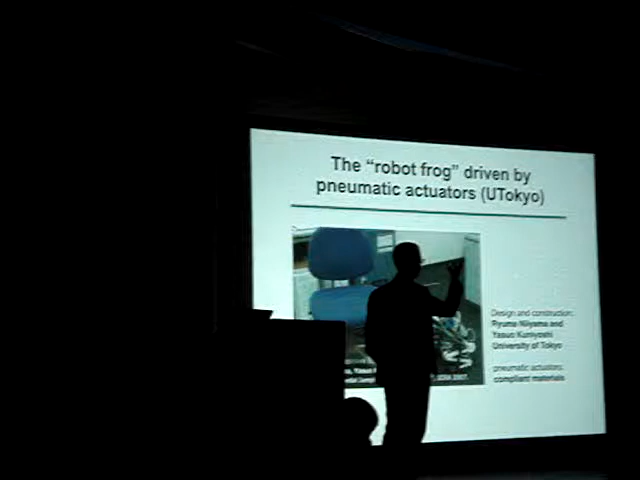 The “robot frog” driven by
pneumatic actuators (UTokyo)
Design and construction:
Ryuma Niiyama and
Yasuo Kuniyoshi
University of Tokyo
pneumatic actuators:
compliant materials